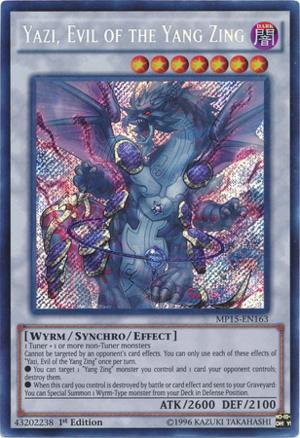 YAZI, EVIL OF THE YANG ZING
DARK
闇
MP15-EN163
[WYRM / SYNCHRO / EFFECT]
1 Tuner + 1 or more non-Tuner monsters
Cannot be targeted by an opponent's card effects. You can only use each of these effects of
"Yazi, Evil of the Yang Zing" once per turn.
● You can target 1 "Yang Zing" monster you control and 1 card your opponent controls;
destroy them.
● When this card you control is destroyed by battle or card effect and sent to your Graveyard:
You can Special Summon 1 Wyrm-Type monster from your Deck in Defense Position.
ATK/2600 DEF/2100
43202238 1st Edition ©1996 KAZUKI TAKAHASHI